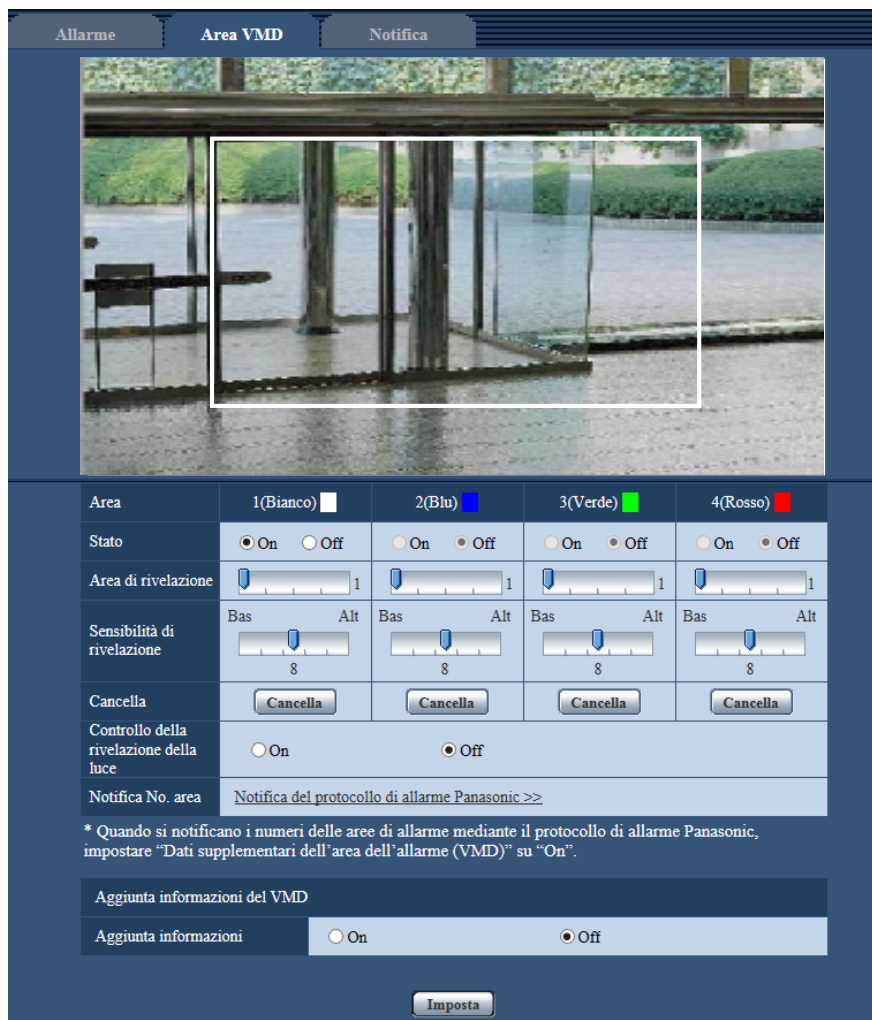 Allarme Area VMD Notifica
Area 1(Bianco) 2(Blu) 3(Verde) 4(Rosso)
Stato On Off On Off On Off On Off
Area di rivelazione 1 1 1 1
Sensibilità di
rivelazione
Bas Alt Bas Alt Bas Alt Bas Alt
8 8 8 8
Cancella Cancella Cancella Cancella Cancella
Controllo della
rivelazione della
luce
On Off
Notifica No. area Notifica del protocollo di allarme Panasonic >>
* Quando si notificano i numeri delle aree di allarme mediante il protocollo di allarme Panasonic,
impostare “Dati supplementari dell’area dell’allarme (VMD)” su “On”.
Aggiunta informazioni del VMD
Aggiunta informazioni On Off
Imposta